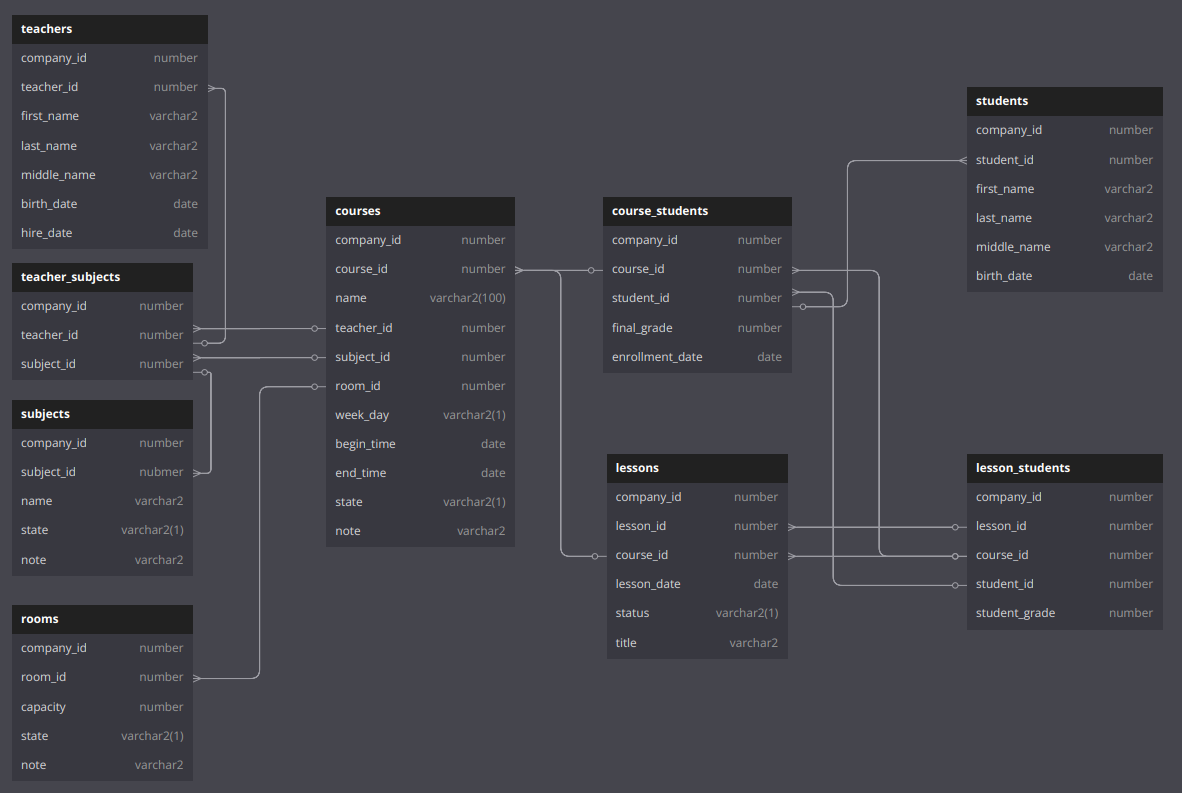 teachers
company_id number
teacher_id number
first_name varchar2
last_name varchar2
middle_name varchar2
birth_date date
hire_date date
teacher_subjects
company_id number
teacher_id number
subject_id number
subjects
company_id number
subject_id nubmer
name varchar2
state varchar2(1)
note varchar2
rooms
company_id number
room_id number
capacity number
state varchar2(1)
note varchar2
courses
company_id number
course_id number
name varchar2(100)
teacher_id number
subject_id number
room_id number
week_day varchar2(1)
begin_time date
end_time date
state varchar2(1)
note varchar2
course_students
company_id number
course_id number
student_id number
final_grade number
enrollment_date date
lessons
company_id number
lesson_id number
course_id number
lesson_date date
status varchar2(1)
title varchar2
students
company_id number
student_id number
first_name varchar2
last_name varchar2
middle_name varchar2
birth_date date
lesson_students
company_id number
lesson_id number
course_id number
student_id number
student_grade number